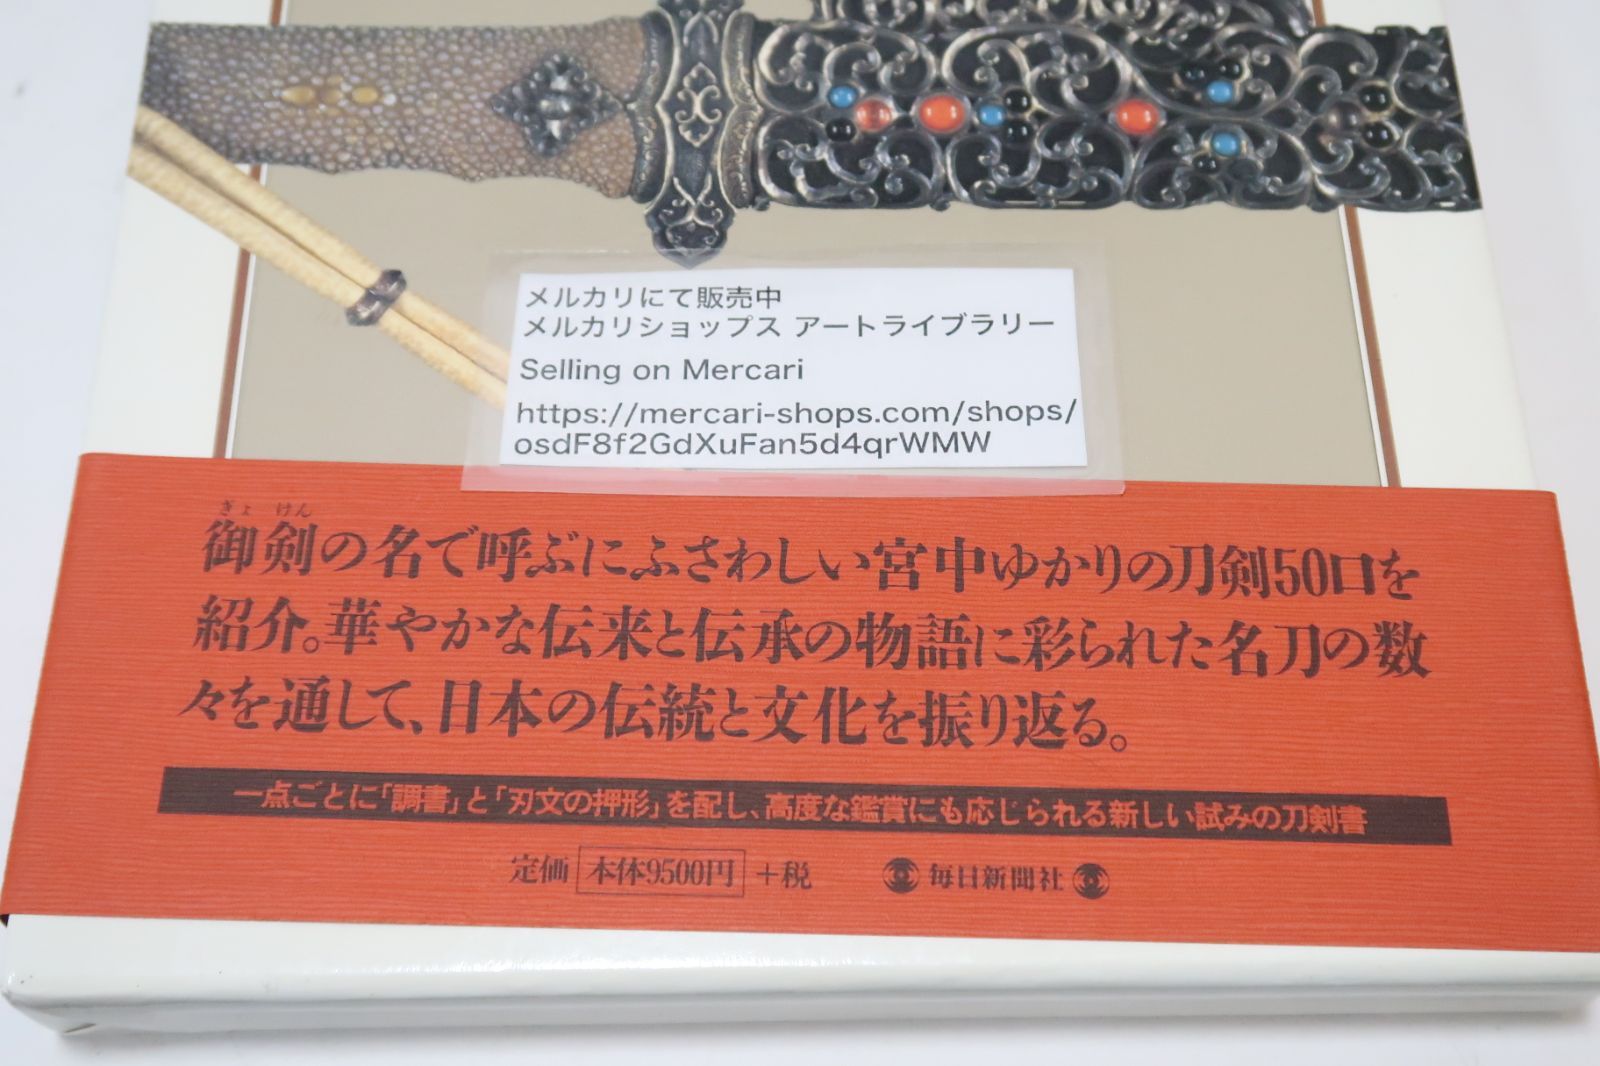 メルカリにて販売中
メルカリショップス アートライブラリー
Selling on Mercari
https://mercari-shops.com/shops/
osdF8f2GdXuFan5d4qrWMW
ぎょ けん
御剣の名で呼ぶにふさわしい宮中ゆかりの刀剣50口を
紹介。華やかな伝来と伝承の物語に彩られた名刀の数
々を通して、日本の伝統と文化を振り返る。
一点ごとに「調書」と「刃文の押形」を配し、高度な鑑賞にも応じられる新しい試みの刀剣書
定価 本体9500円 +税 毎日新聞社